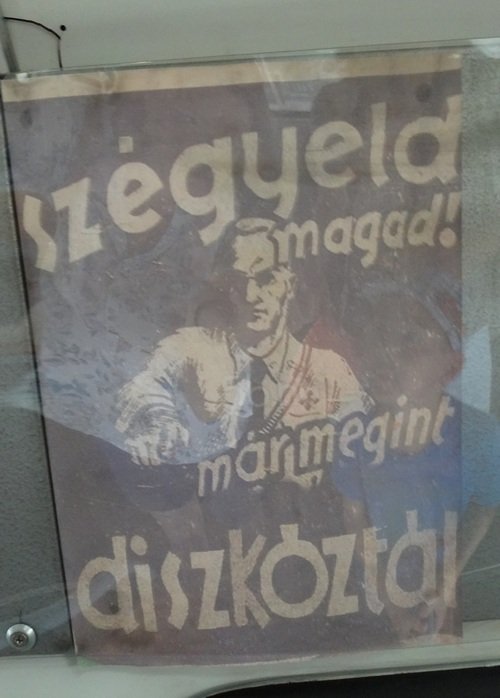 szégyeld
magad!
már megint
diszkóztál